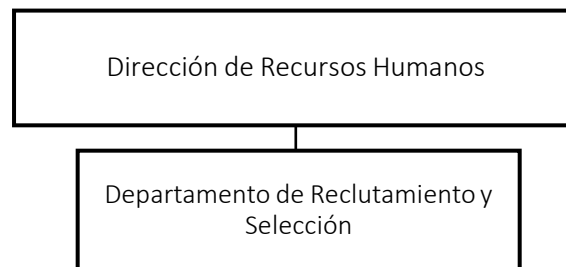 Dirección de Recursos Humanos
Departamento de Reclutamiento y
Selección